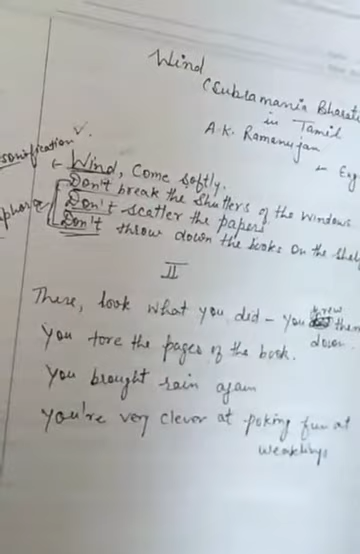 Wind
(Subramania Bharati
in Tamil
A.K. Ramanujan
- Eng
sonification ✓.
← Wind, Come Softly.
Don't break the Shutters of the Windows
phora Don't scatter the papers
Don't throw down the books on the shel
II
There, look what you did – you threw them down.
You tore the pages of the book.
You brought rain again
You're very clever at poking fun at
weaklings